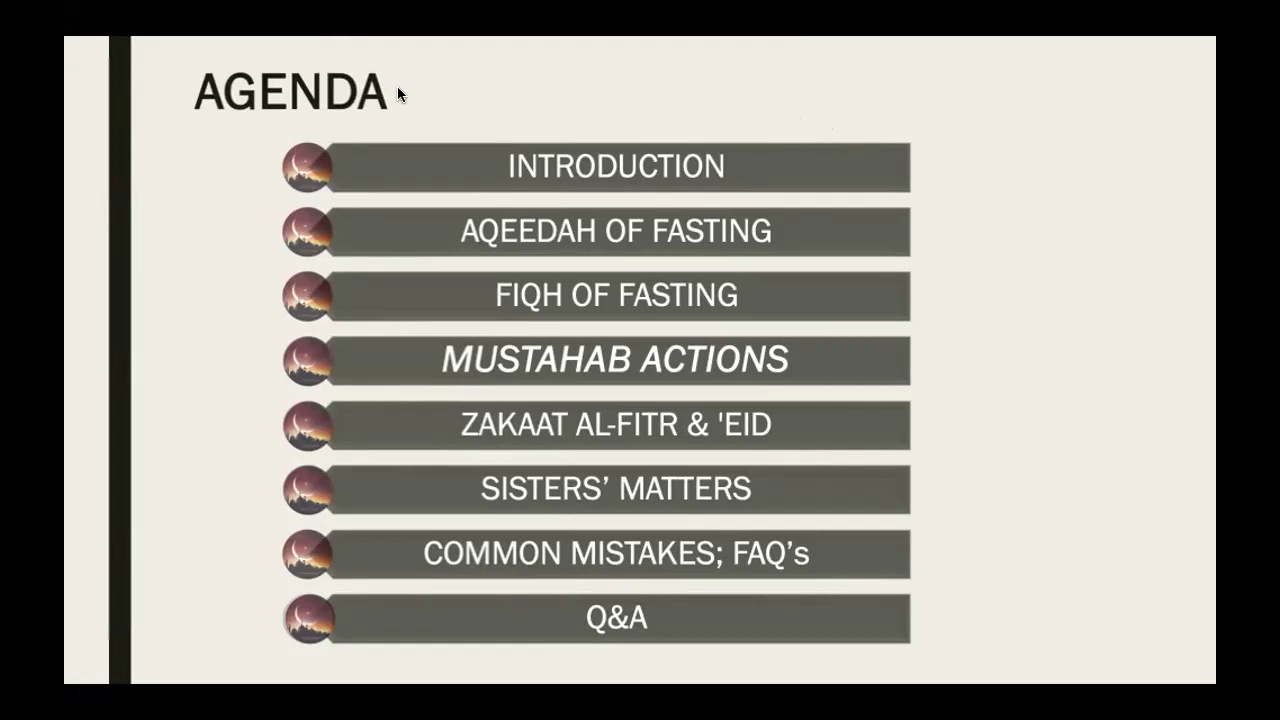 AGENDA
INTRODUCTION
AQEEDAH OF FASTING
FIQH OF FASTING
MUSTAHAB ACTIONS
ZAKAAT AL-FITR & 'EID
SISTERS’ MATTERS
COMMON MISTAKES; FAQ’s
Q&A